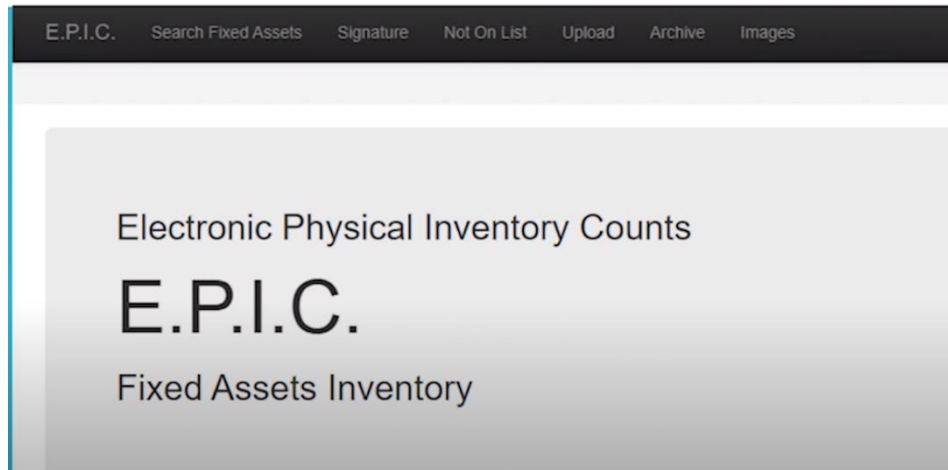 E.P.I.C. Search Fixed Assets Signature Not On List Upload Archive Images
Electronic Physical Inventory Counts
E.P.I.C.
Fixed Assets Inventory